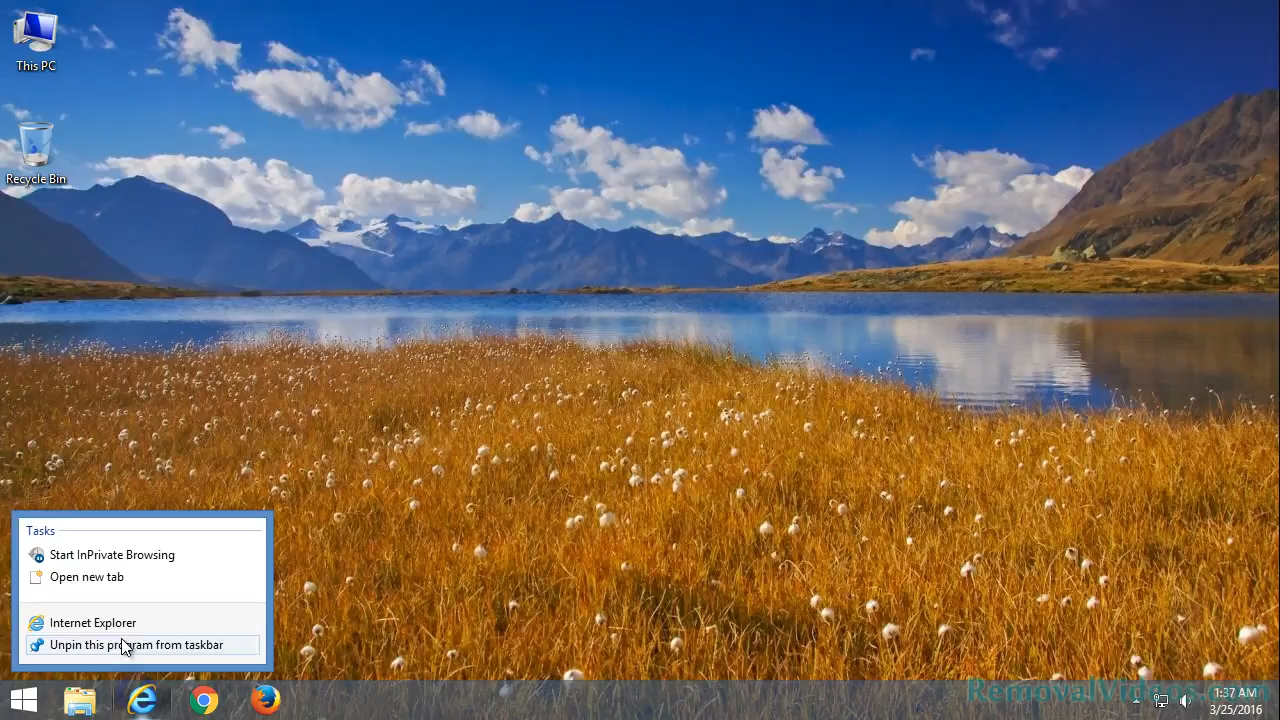 This PC
Recycle Bin
Tasks
Start InPrivate Browsing
Open new tab
Internet Explorer
Unpin this program from taskbar
RemovalVideos.com
1:37 AM
3/25/2016